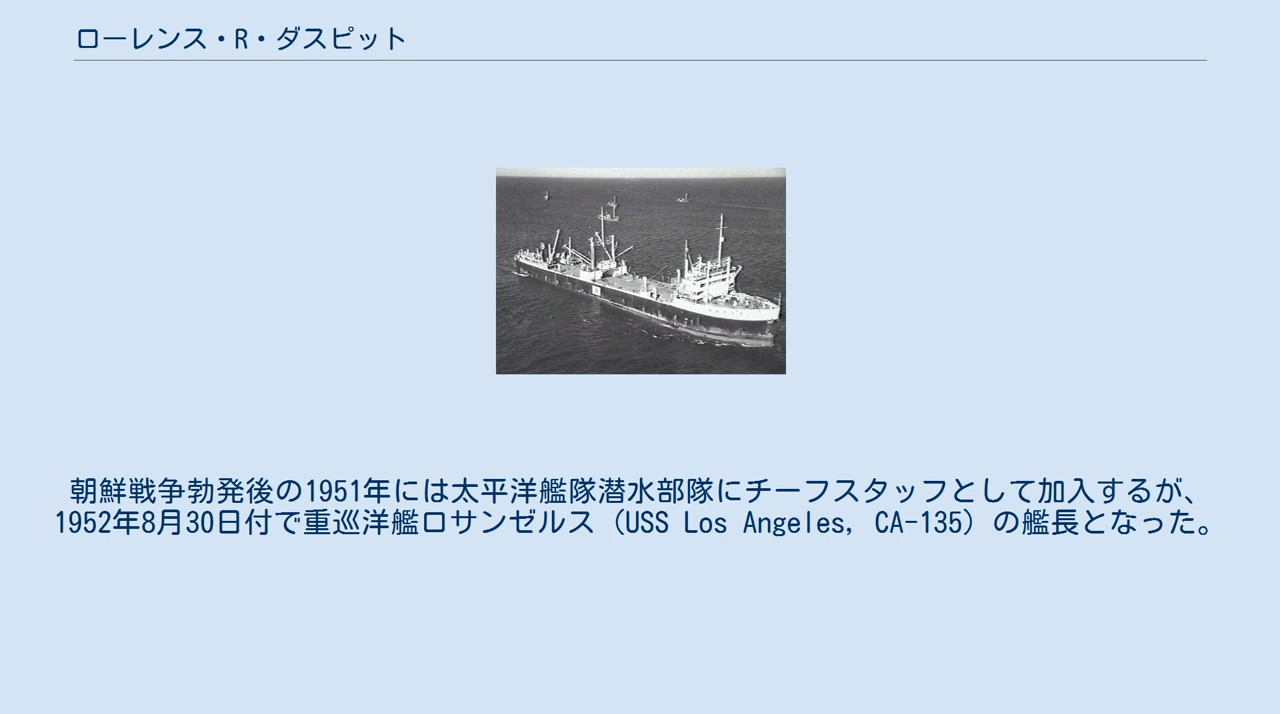 ローレンス・R・ダスピット
朝鮮戦争勃発後の1951年には太平洋艦隊潜水部隊にチーフスタッフとして加入するが、
1952年8月30日付で重巡洋艦ロサンゼルス (USS Los Angeles, CA-135) の艦長となった。